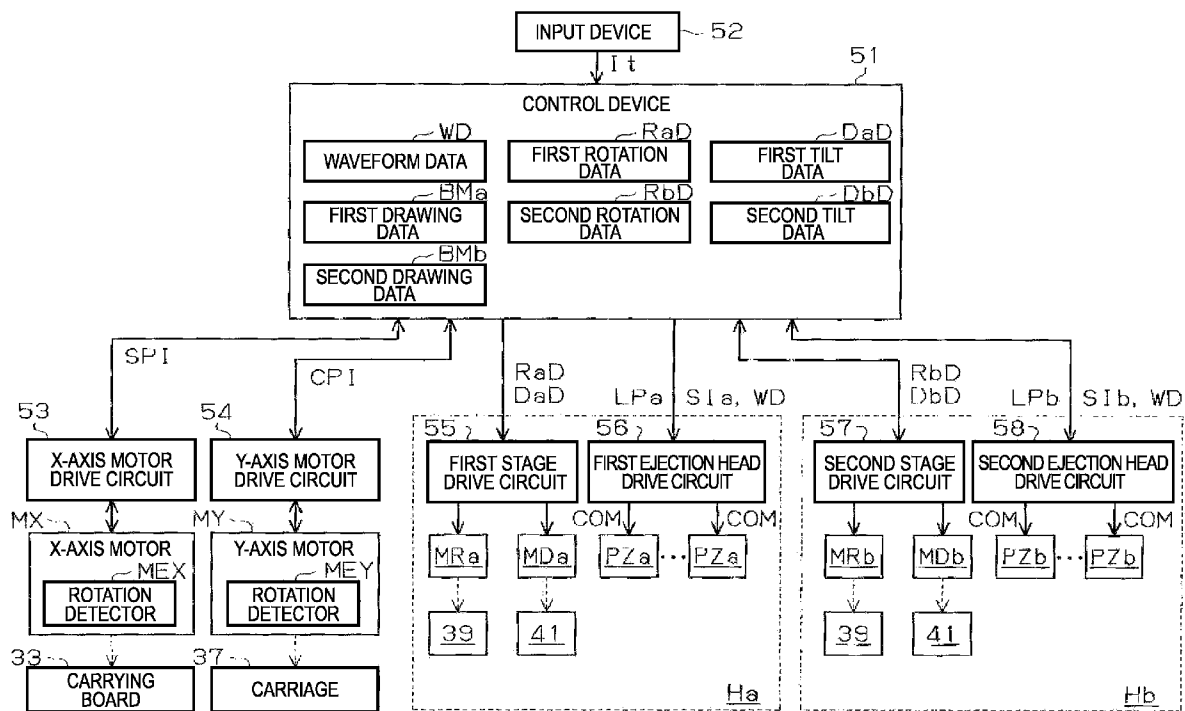 INPUT DEVICE 52
It
51
CONTROL DEVICE
WD
RaD
DaD
WAVEFORM DATA
FIRST ROTATION
DATA
FIRST TILT
DATA
BMa
RbD
DbD
FIRST DRAWING
DATA
SECOND ROTATION
DATA
SECOND TILT
DATA
BMb
SECOND DRAWING
DATA
SPI
CPI
RaD
DaD
LPa
SIa, WD
RbD
DbD
LPb
SIb, WD
53
54
55
56
57
58
X-AXIS MOTOR
DRIVE CIRCUIT
Y-AXIS MOTOR
DRIVE CIRCUIT
FIRST STAGE
DRIVE CIRCUIT
FIRST EJECTION HEAD
DRIVE CIRCUIT
SECOND STAGE
DRIVE CIRCUIT
SECOND EJECTION HEAD
DRIVE CIRCUIT
MX
MY
COM
COM
COM
COM
X-AXIS MOTOR
Y-AXIS MOTOR
MRa
MDa
PZa ... PZa
MRb
MDb
PZb ... PZb
MEX
MEY
ROTATION
DETECTOR
ROTATION
DETECTOR
39
41
39
41
33
37
CARRYING
BOARD
CARRIAGE
Ha
Hb